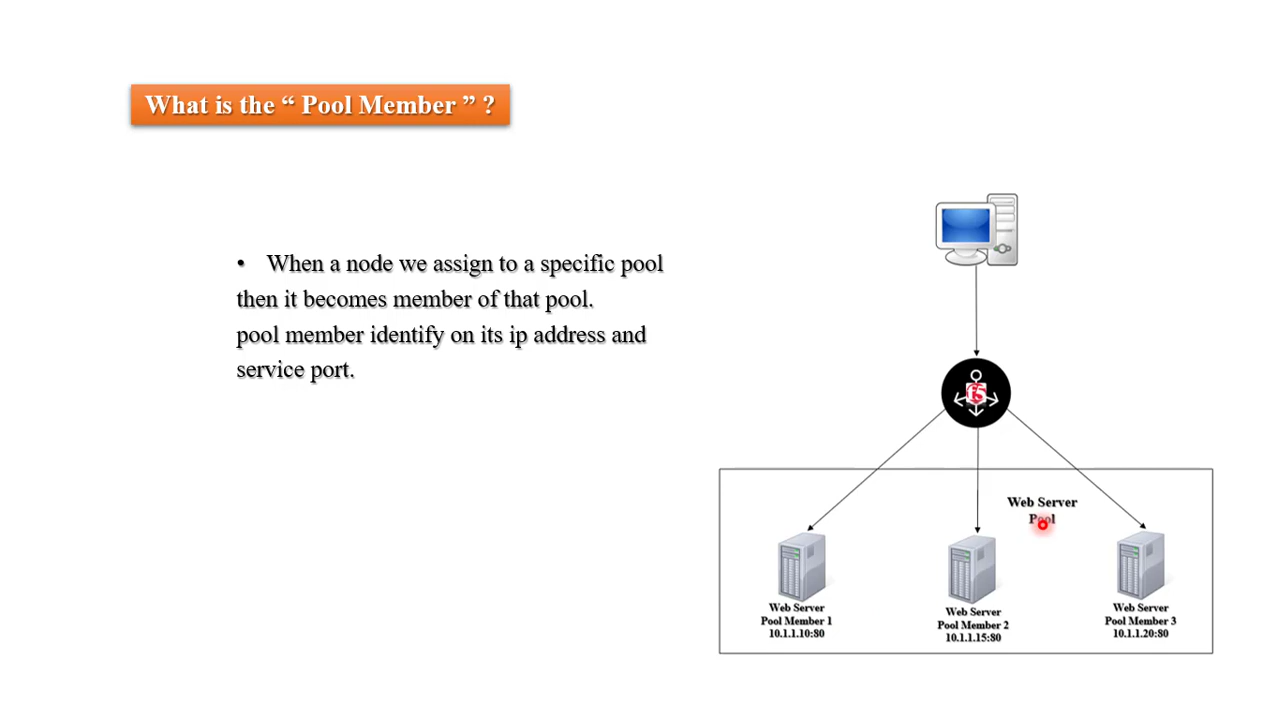 What is the “ Pool Member ” ?
• When a node we assign to a specific pool
then it becomes member of that pool.
pool member identify on its ip address and
service port.
f5
Web Server
Pool
Web Server
Pool Member 1
10.1.1.10:80
Web Server
Pool Member 2
10.1.1.15:80
Web Server
Pool Member 3
10.1.1.20:80